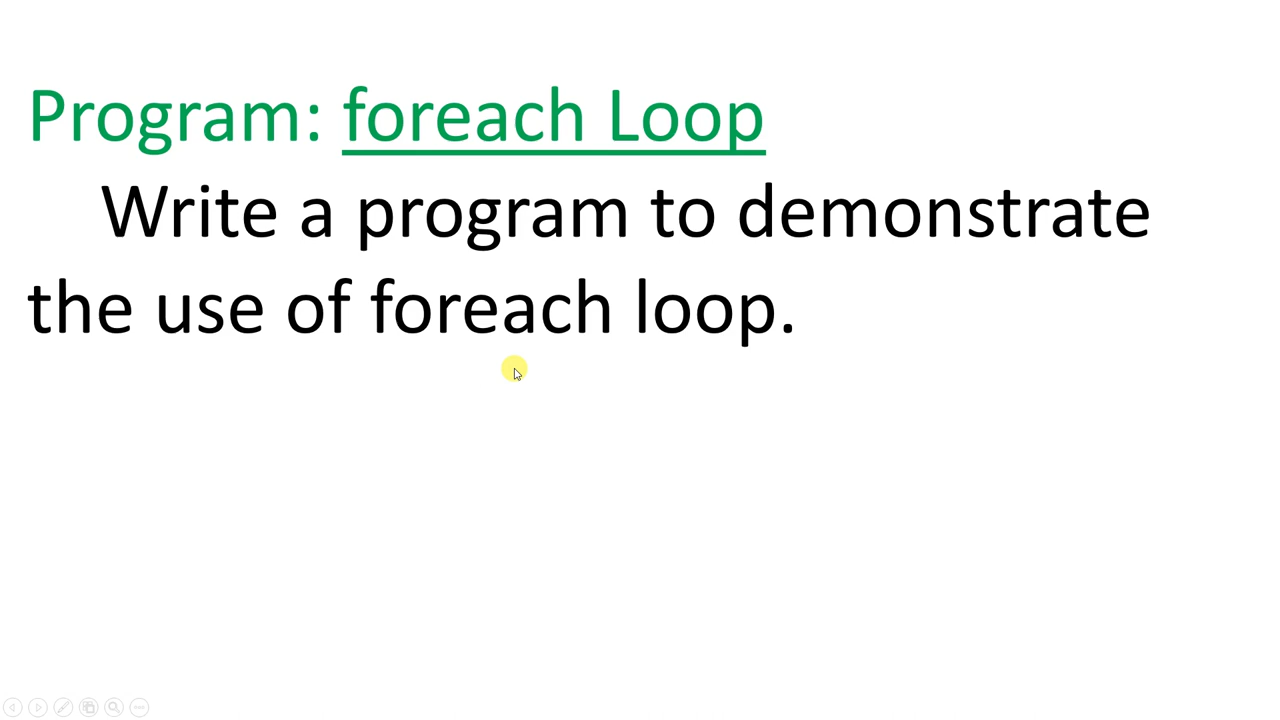 Program: foreach Loop
Write a program to demonstrate
the use of foreach loop.